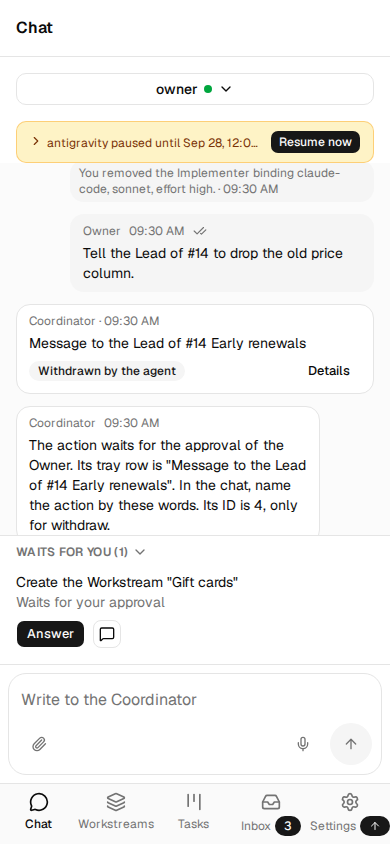 Chat
owner
antigravity paused until Sep 28, 12:0...
Resume now
You removed the Implementer binding claude-
code, sonnet, effort high. · 09:30 AM
Owner 09:30 AM
Tell the Lead of #14 to drop the old price
column.
Coordinator · 09:30 AM
Message to the Lead of #14 Early renewals
Withdrawn by the agent
Details
Coordinator 09:30 AM
The action waits for the approval of the
Owner. Its tray row is "Message to the Lead
of #14 Early renewals". In the chat, name
the action by these words. Its ID is 4, only
for withdraw.
WAITS FOR YOU (1)
Create the Workstream "Gift cards"
Waits for your approval
Answer
Write to the Coordinator
Chat
Workstreams
Tasks
Inbox 3
Settings